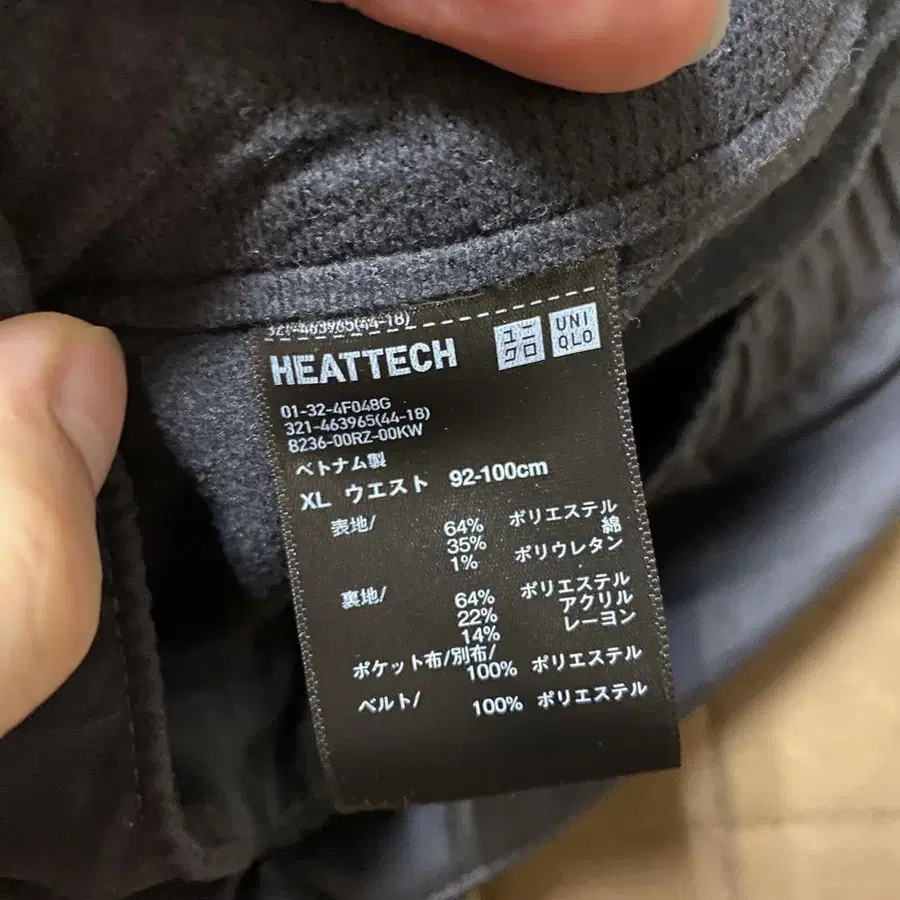 321-463965(44-18)
HEATTECH
ユニ
クロ
UNI
QLO
01-32-4F048G
321-463965(44-18)
8236-00RZ-00KW
ベトナム製
XL ウエスト 92-100cm
表地/ 64% ポリエステル
35% 綿
1% ポリウレタン
裏地/ 64% ポリエステル
22% アクリル
14% レーヨン
ポケット布/別布/
100% ポリエステル
ベルト/ 100% ポリエステル